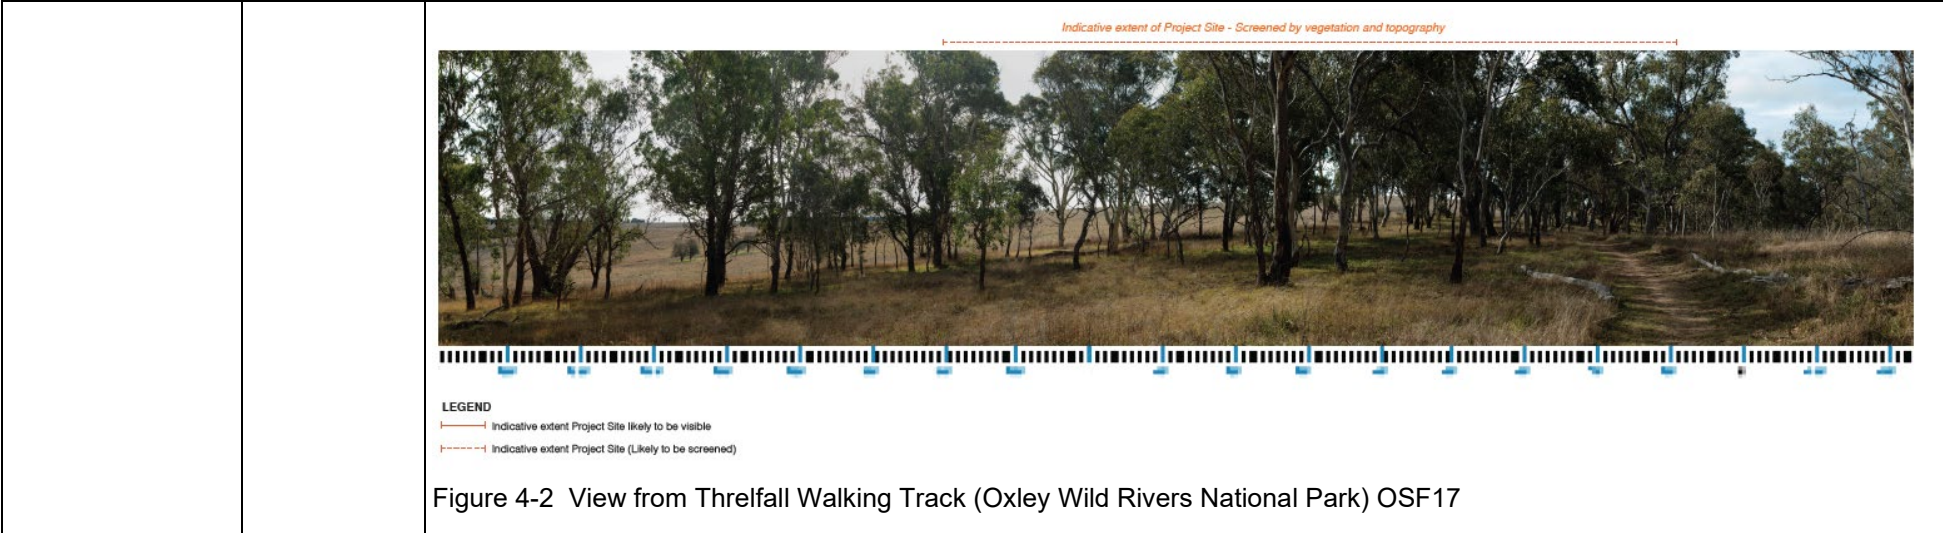 Indicative extent of Project Site - Screened by vegetation and topography
LEGEND
Indicative extent Project Site likely to be visible
Indicative extent Project Site (Likely to be screened)
Figure 4-2 View from Threlfall Walking Track (Oxley Wild Rivers National Park) OSF17